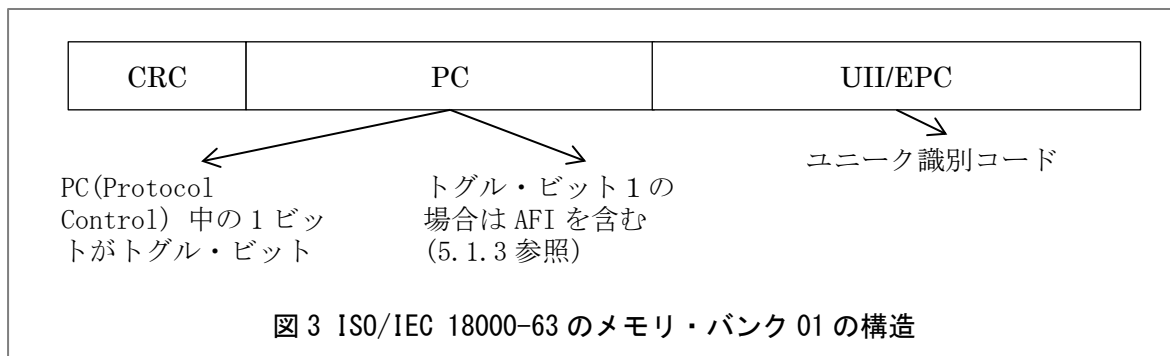 CRC
PC
UII/EPC
PC(Protocol
Control) 中の1ビッ
トがトグル・ビット
トグル・ビット1の
場合は AFI を含む
(5.1.3 参照)
ユニーク識別コード
図3 ISO/IEC 18000-63 のメモリ・バンク 01 の構造